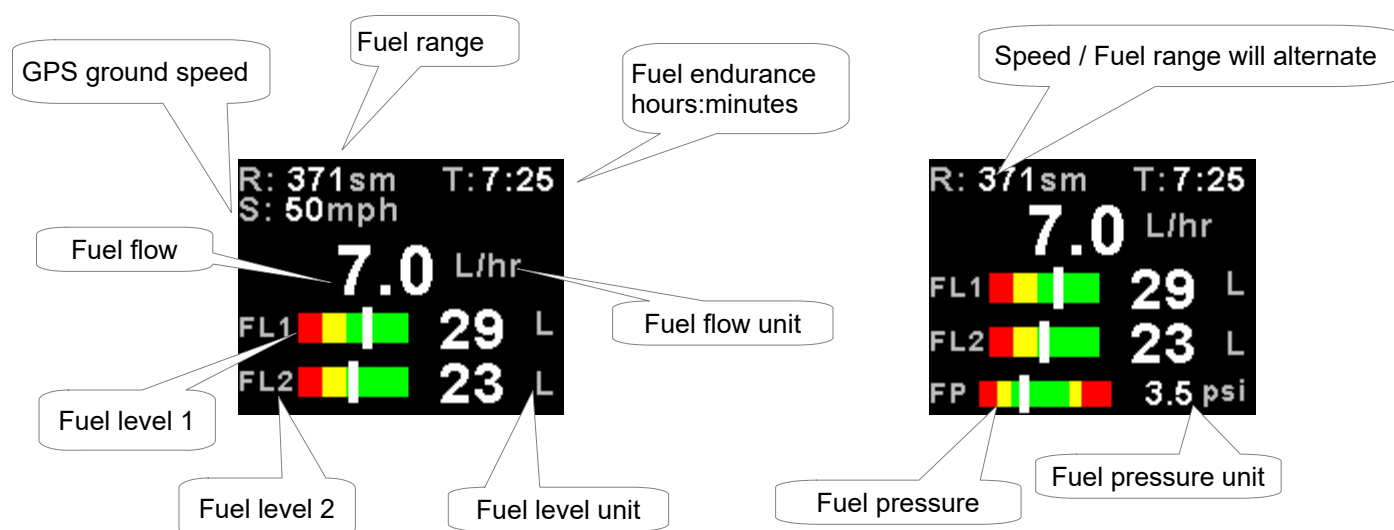 Fuel range
GPS ground speed
Fuel endurance
hours:minutes
R: 371sm T: 7:25
S: 50mph
Fuel flow
7.0 L/hr
Fuel flow unit
FL1 29 L
FL2 23 L
Fuel level 1
Fuel level 2
Fuel level unit
Speed / Fuel range will alternate
R: 371sm T: 7:25
7.0 L/hr
FL1 29 L
FL2 23 L
FP 3.5 psi
Fuel pressure
Fuel pressure unit